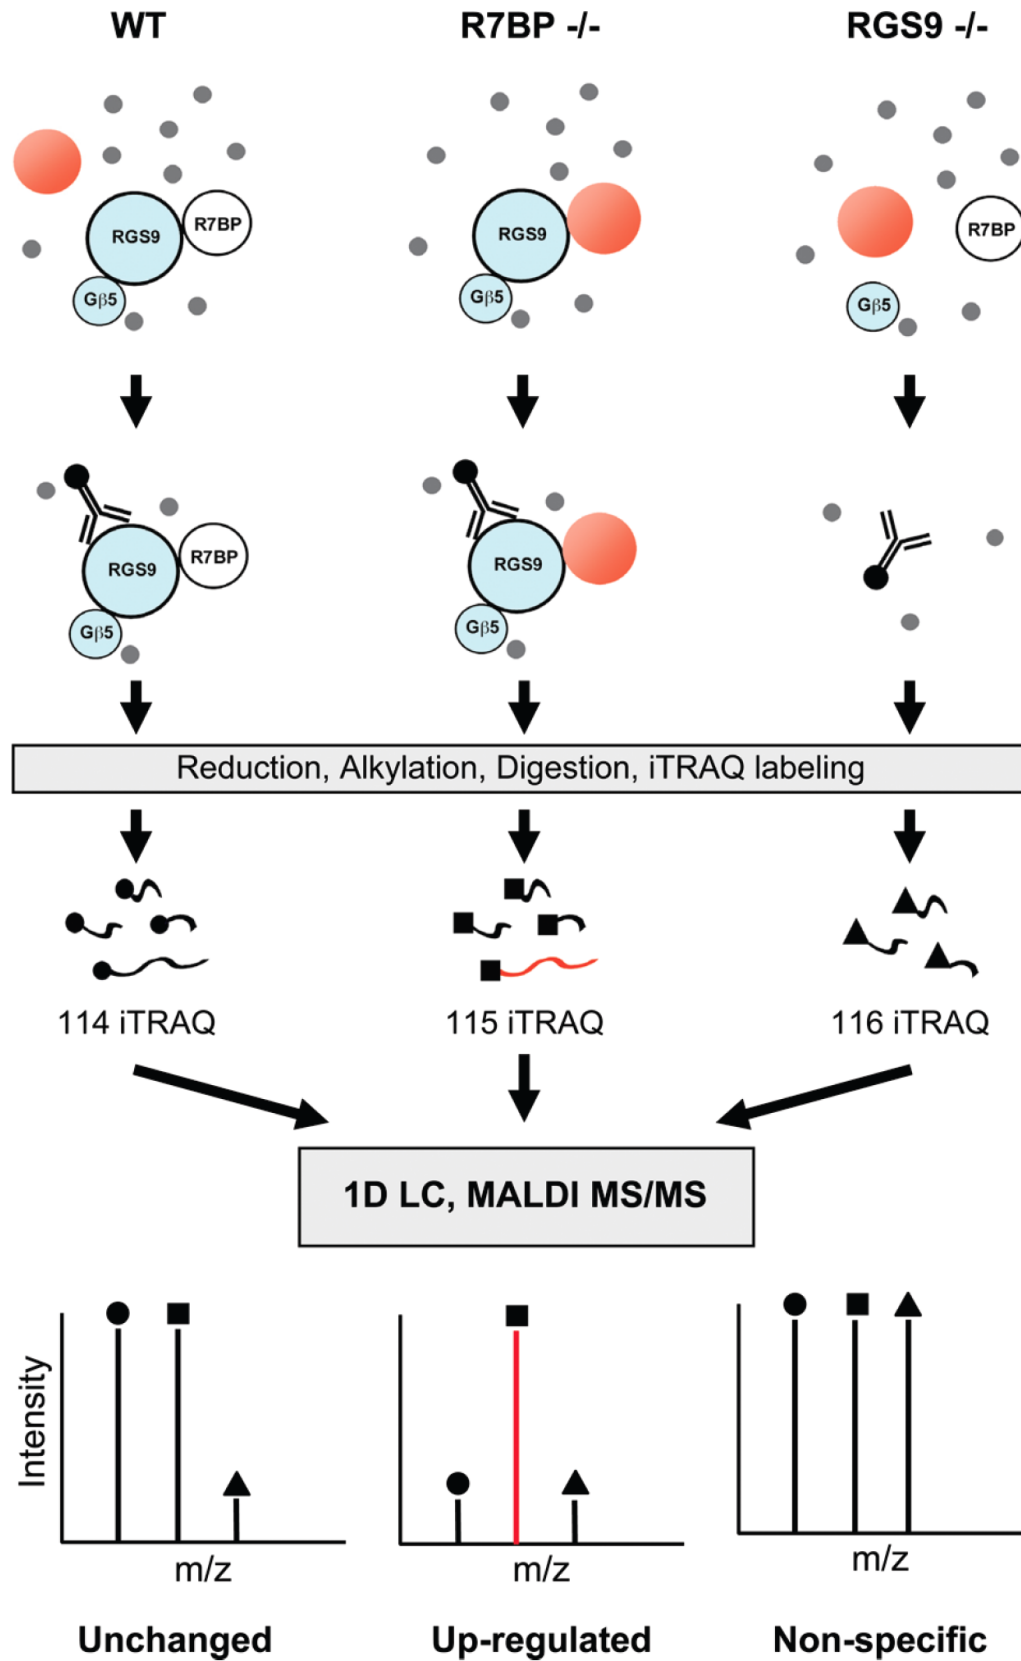 WT R7BP -/- RGS9 -/-
RGS9 R7BP RGS9 R7BP
Gβ5 Gβ5 Gβ5
RGS9 R7BP RGS9
Gβ5 Gβ5
Reduction, Alkylation, Digestion, iTRAQ labeling
114 iTRAQ 115 iTRAQ 116 iTRAQ
1D LC, MALDI MS/MS
Intensity
m/z m/z m/z
Unchanged Up-regulated Non-specific